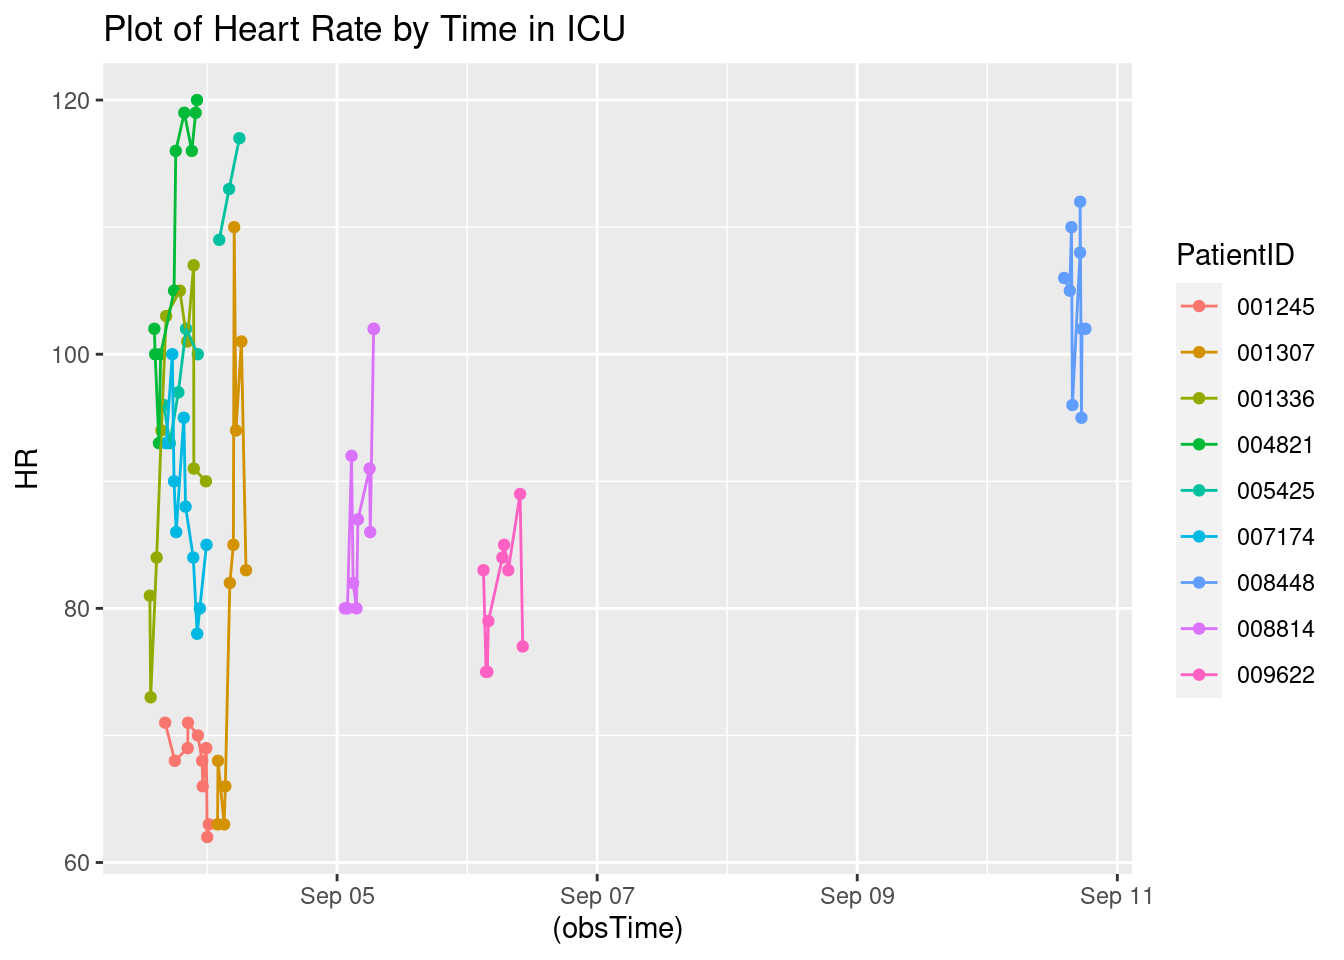 Plot of Heart Rate by Time in ICU
120
100
80
60
HR
Sep 05
Sep 07
Sep 09
Sep 11
(obsTime)
PatientID
001245
001307
001336
004821
005425
007174
008448
008814
009622